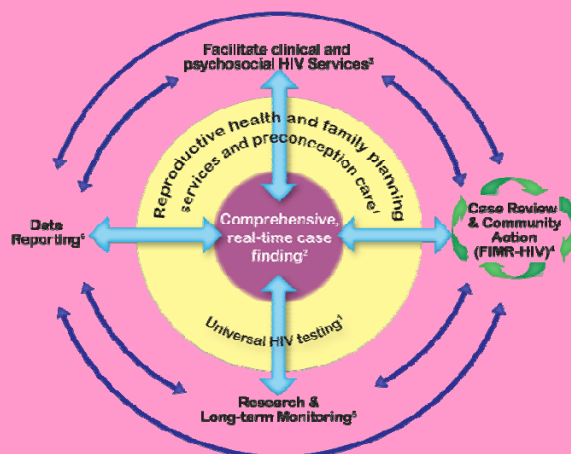 Facilitate clinical and
psychosocial HIV Services³
Reproductive health and family planning
services and preconception care¹
Comprehensive,
real-time case
finding²
Data
Reporting⁶
Case Review
& Community
Action
(FIMR-HIV)⁴
Universal HIV testing¹
Research &
Long-term Monitoring⁵